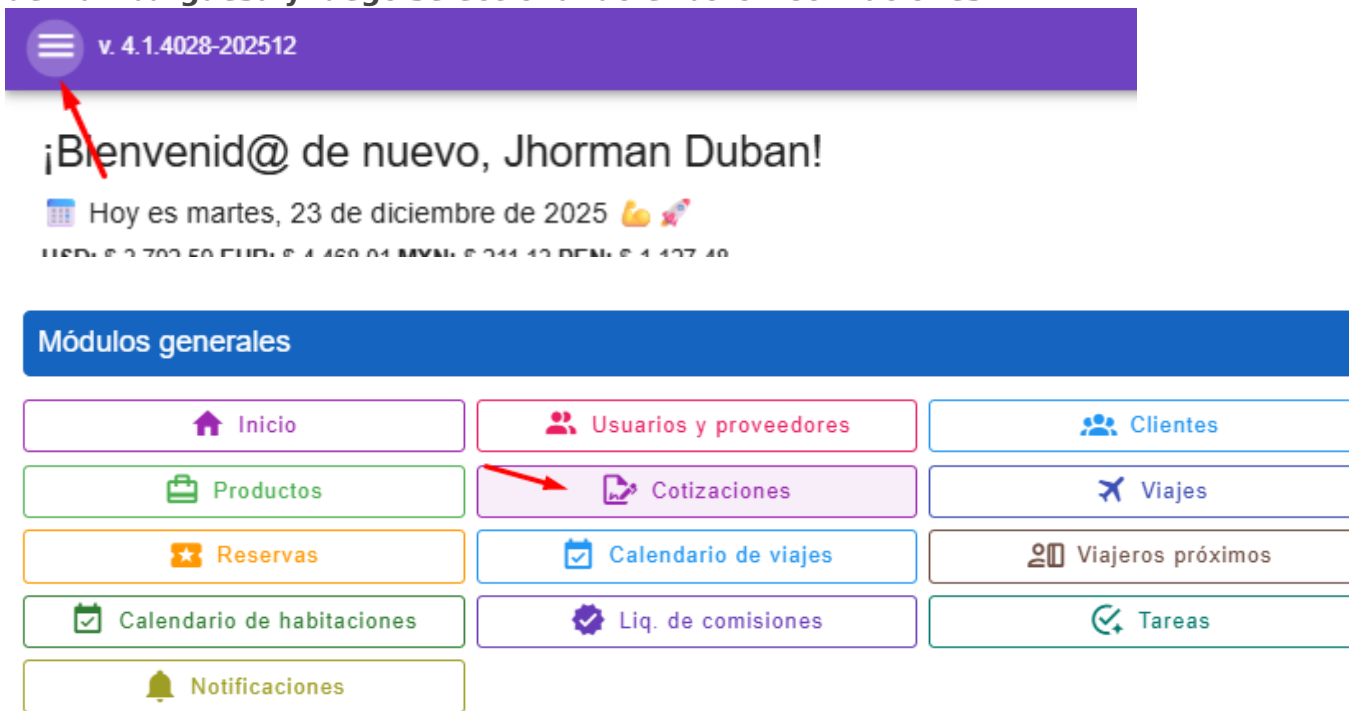 v. 4.1.4028-202512
¡Bienvenid@ de nuevo, Jhorman Duban!
Hoy es martes, 23 de diciembre de 2025
Módulos generales
Inicio
Usuarios y proveedores
Clientes
Productos
Cotizaciones
Viajes
Reservas
Calendario de viajes
Viajeros próximos
Calendario de habitaciones
Liq. de comisiones
Tareas
Notificaciones